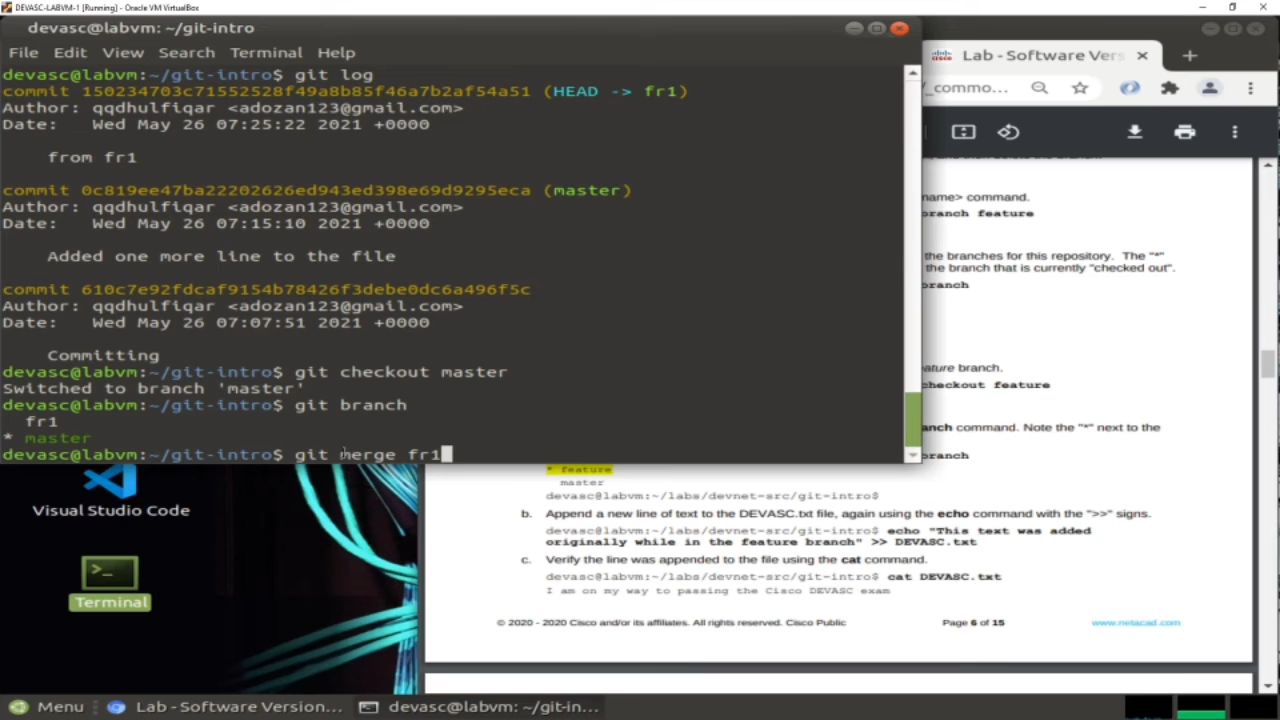 DEVASC-LABVM-1 [Running] - Oracle VM VirtualBox
devasc@labvm: ~/git-intro
File Edit View Search Terminal Help
devasc@labvm:~/git-intro$ git log
commit 150234703c71552528f49a8b85f46a7b2af54a51 (HEAD -> fr1)
Author: qqdhulfiqar <adozan123@gmail.com>
Date:   Wed May 26 07:25:22 2021 +0000
from fr1
commit 0c819ee47ba22202626ed943ed398e69d9295eca (master)
Author: qqdhulfiqar <adozan123@gmail.com>
Date:   Wed May 26 07:15:10 2021 +0000
Added one more line to the file
commit 610c7e92fdcaf9154b78426f3debe0dc6a496f5c
Author: qqdhulfiqar <adozan123@gmail.com>
Date:   Wed May 26 07:07:51 2021 +0000
Committing
devasc@labvm:~/git-intro$ git checkout master
Switched to branch 'master'
devasc@labvm:~/git-intro$ git branch
fr1
* master
devasc@labvm:~/git-intro$ git merge fr1
Lab - Software Vers
_commo...
name> command.
branch feature
the branches for this repository. The "*"
the branch that is currently "checked out".
branch
feature branch.
checkout feature
anch command. Note the "*" next to the
branch
* feature
master
devasc@labvm:~/labs/devnet-src/git-intro$
b. Append a new line of text to the DEVASC.txt file, again using the echo command with the ">>" signs.
devasc@labvm:~/labs/devnet-src/git-intro$ echo "This text was added
originally while in the feature branch" >> DEVASC.txt
c. Verify the line was appended to the file using the cat command.
devasc@labvm:~/labs/devnet-src/git-intro$ cat DEVASC.txt
I am on my way to passing the Cisco DEVASC exam
© 2020 - 2020 Cisco and/or its affiliates. All rights reserved. Cisco Public
Page 6 of 15
www.netacad.com
Visual Studio Code
Terminal
Menu
Lab - Software Version...
devasc@labvm: ~/git-in...